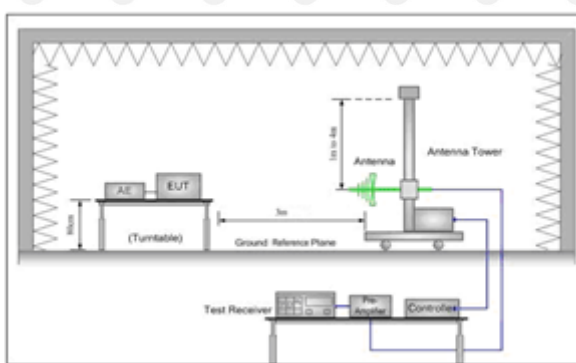 1m to 4m
Antenna
Antenna Tower
AE
EUT
80cm
3m
(Turntable)
Ground Reference Plane
Test Receiver
Pre-
Amplifier
Controller